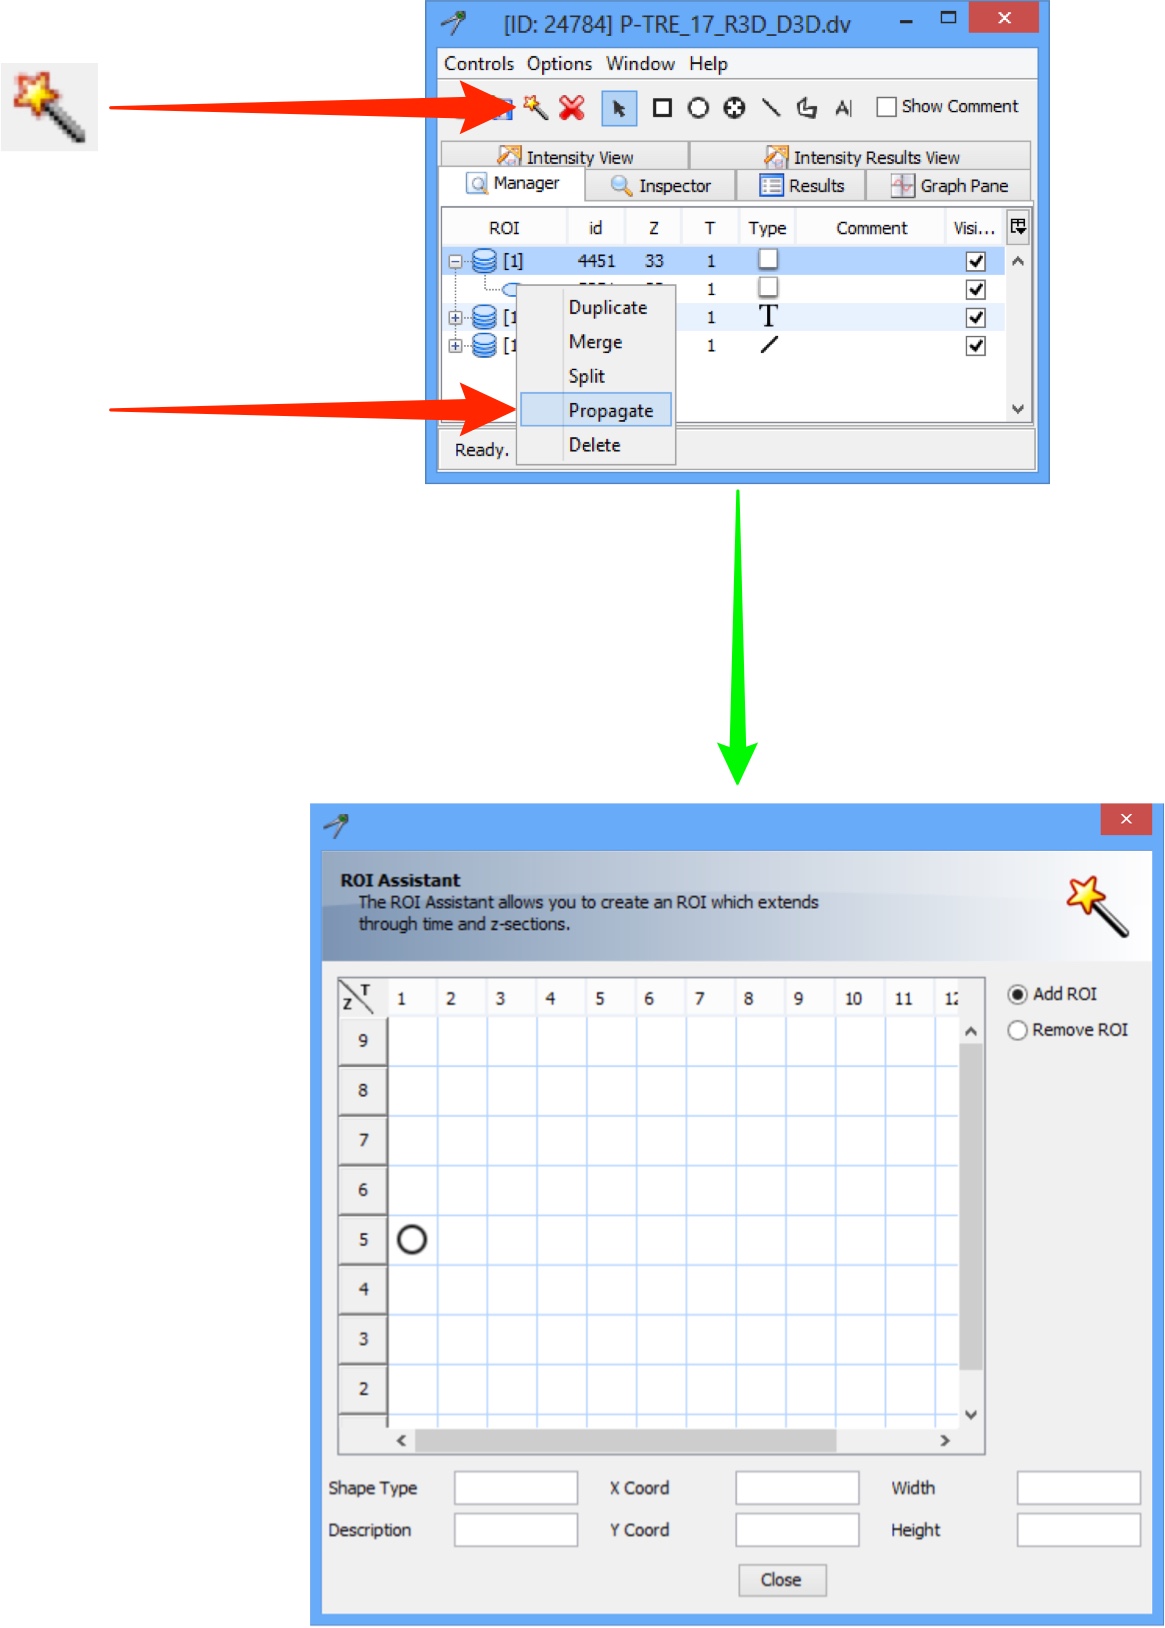 [ID: 24784] P-TRE_17_R3D_D3D.dv
Controls Options Window Help
A Show Comment
Intensity View Intensity Results View
Manager Inspector Results Graph Pane
ROI id Z T Type Comment Visi...
[1] 4451 33 1
1
[1 1 T
[1 1
Duplicate
Merge
Split
Propagate
Delete
Ready.
ROI Assistant
The ROI Assistant allows you to create an ROI which extends
through time and z-sections.
T
Z
1 2 3 4 5 6 7 8 9 10 11 12
Add ROI
Remove ROI
9
8
7
6
5
4
3
2
Shape Type X Coord Width
Description Y Coord Height
Close